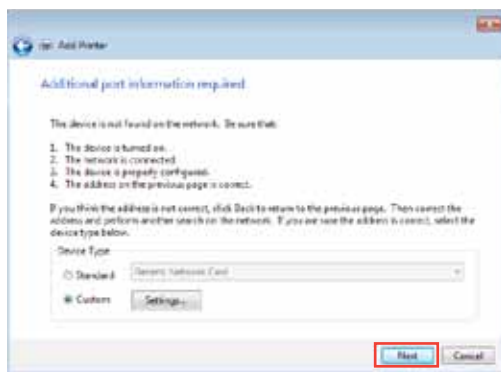 Add Printer
Additional port information required
The device is not found on the network. Be sure that:
1. The device is turned on.
2. The network is connected.
3. The device is properly configured.
4. The address on the previous page is correct.
If you think the address is not correct, click Back to return to the previous page. Then correct the
address and perform another search on the network. If you are sure the address is correct, select the
device type below.
Device Type
Standard
Generic Network Card
Custom
Settings...
Next
Cancel